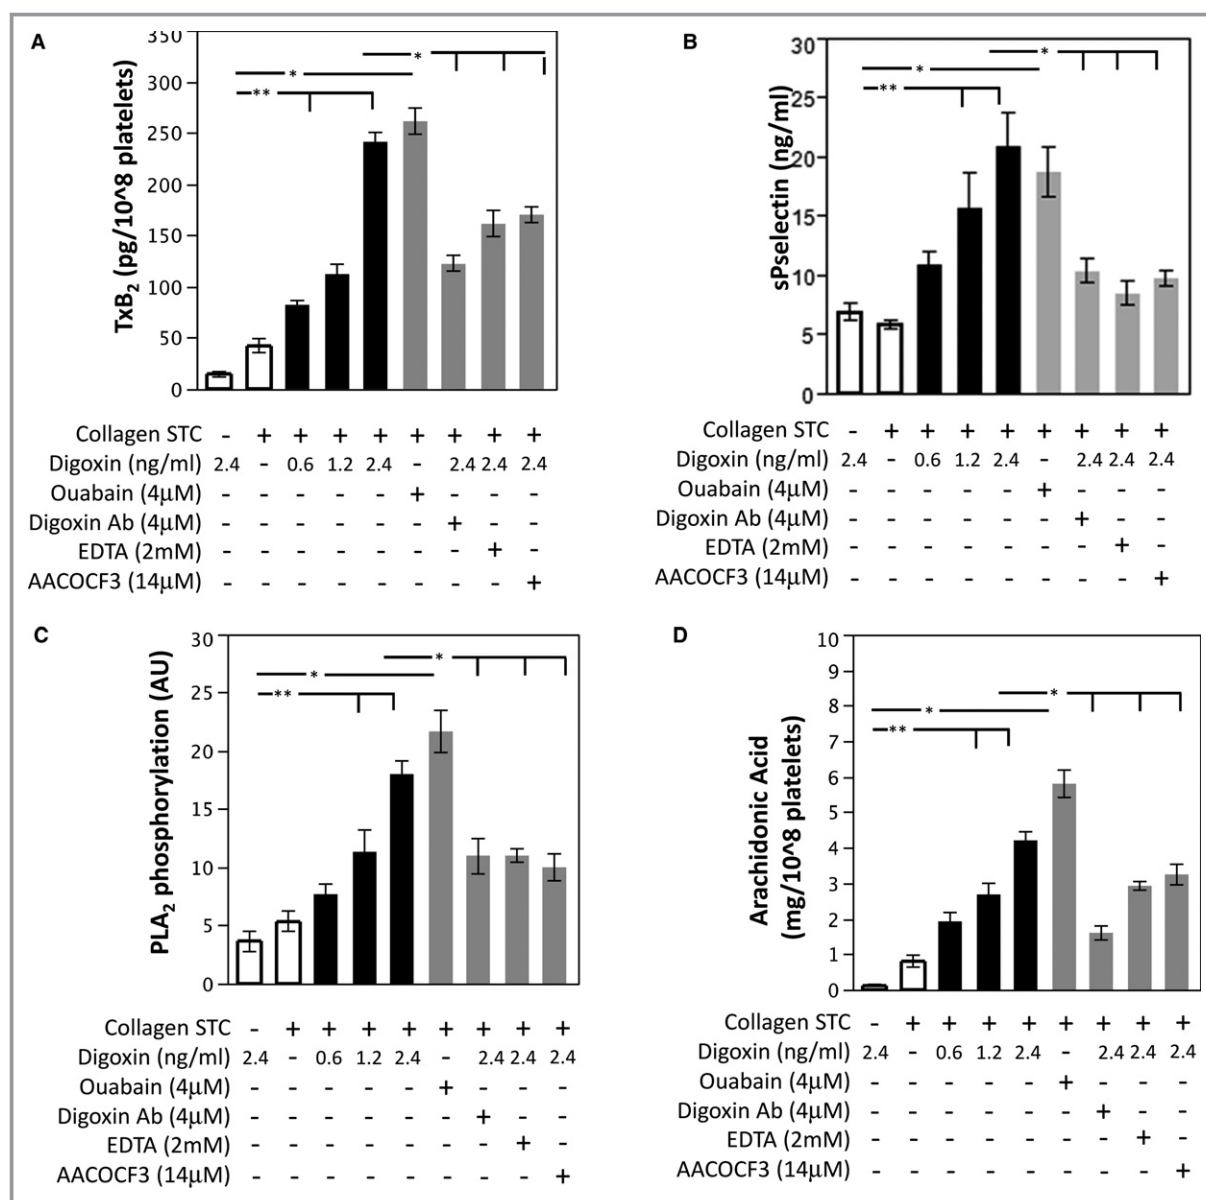 A
TxB2 (pg/10^8 platelets)
350
300
250
200
150
100
50
0
* ** *
Collagen STC - + + + + + + + +
Digoxin (ng/ml) 2.4 - 0.6 1.2 2.4 - 2.4 2.4 2.4
Ouabain (4μM) - - - - - + - - -
Digoxin Ab (4μM) - - - - - - + - -
EDTA (2mM) - - - - - - - + -
AACOCF3 (14μM) - - - - - - - - +
B
sPselectin (ng/ml)
30
25
20
15
10
5
0
* * **
Collagen STC - + + + + + + + +
Digoxin (ng/ml) 2.4 - 0.6 1.2 2.4 - 2.4 2.4 2.4
Ouabain (4μM) - - - - - + - - -
Digoxin Ab (4μM) - - - - - - + - -
EDTA (2mM) - - - - - - - + -
AACOCF3 (14μM) - - - - - - - - +
C
PLA2 phosphorylation (AU)
30
25
20
15
10
5
0
* * **
Collagen STC - + + + + + + + +
Digoxin (ng/ml) 2.4 - 0.6 1.2 2.4 - 2.4 2.4 2.4
Ouabain (4μM) - - - - - + - - -
Digoxin Ab (4μM) - - - - - - + - -
EDTA (2mM) - - - - - - - + -
AACOCF3 (14μM) - - - - - - - - +
D
Arachidonic Acid
(mg/10^8 platelets)
10
9
8
7
6
5
4
3
2
1
0
* * **
Collagen STC - + + + + + + + +
Digoxin (ng/ml) 2.4 - 0.6 1.2 2.4 - 2.4 2.4 2.4
Ouabain (4μM) - - - - - + - - -
Digoxin Ab (4μM) - - - - - - + - -
EDTA (2mM) - - - - - - - + -
AACOCF3 (14μM) - - - - - - - - +